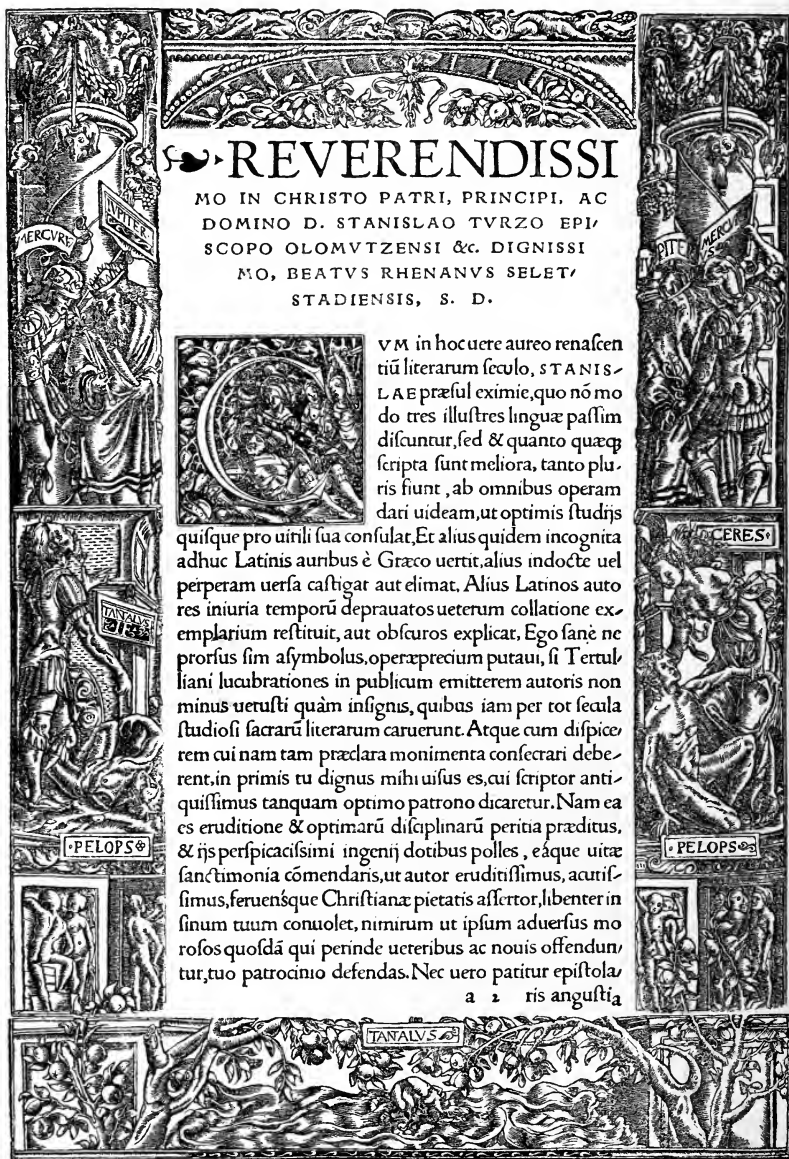 REVERENDISSI
MO IN CHRISTO PATRI, PRINCIPI, AC
DOMINO D. STANISLAO TVRZO EPI/
SCOPO OLOMVTZENSI &c. DIGNISSI
MO, BEATVS RHENANVS SELET/
STADIENSIS, S. D.
CVM in hoc uere aureo renaſcen
tiũ literarum ſeculo, STANIS-
LAE præſul eximie,quo nõ mo
do tres illuſtres linguæ paſſim
diſcuntur,ſed & quanto quæq;
ſcripta ſunt meliora, tanto plu-
ris fiunt , ab omnibus operam
dari uideam,ut optimis ſtudijs
quiſque pro uirili ſua conſulat,Et alius quidem incognita
adhuc Latinis auribus è Græco uertit,alius indocte uel
perperam uerſa caſtigat aut elimat. Alius Latinos auto
res iniuria temporũ deprauatos ueterum collatione ex-
emplarium reſtituit, aut obſcuros explicat, Ego ſanè ne
prorſus ſim aſymbolus,operæprecium putaui, ſi Tertul/
liani lucubrationes in publicum emitterem autoris non
minus uetuſti quàm inſignis, quibus iam per tot ſecula
ſtudioſi ſacrarũ literarum caruerunt. Atque cum diſpice/
rem cui nam tam præclara monimenta conſecrari debe-
rent,in primis tu dignus mihi uiſus es,cui ſcriptor anti-
quiſſimus tanquam optimo patrono dicaretur. Nam ea
es eruditione & optimarũ diſciplinarũ peritia præditus,
& ijs perſpicaciſſimi ingenij dotibus polles , eáque uitæ
ſanctimonia cõmendaris,ut autor eruditiſſimus, acutiſ-
ſimus,feruenśque Chriſtianæ pietatis aſſertor,libenter in
ſinum tuum conuolet, nimirum ut ipſum aduerſus mo
roſos quoſdã qui perinde ueteribus ac nouis offendun/
tur,tuo patrocinio defendas. Nec uero patitur epiſtola/
a 2 ris anguſtia
MERCVRE
IVPITER
TAÑALVS
PELOPS
PITE
MERCV
CERES
PELOPS
TAÑALVS